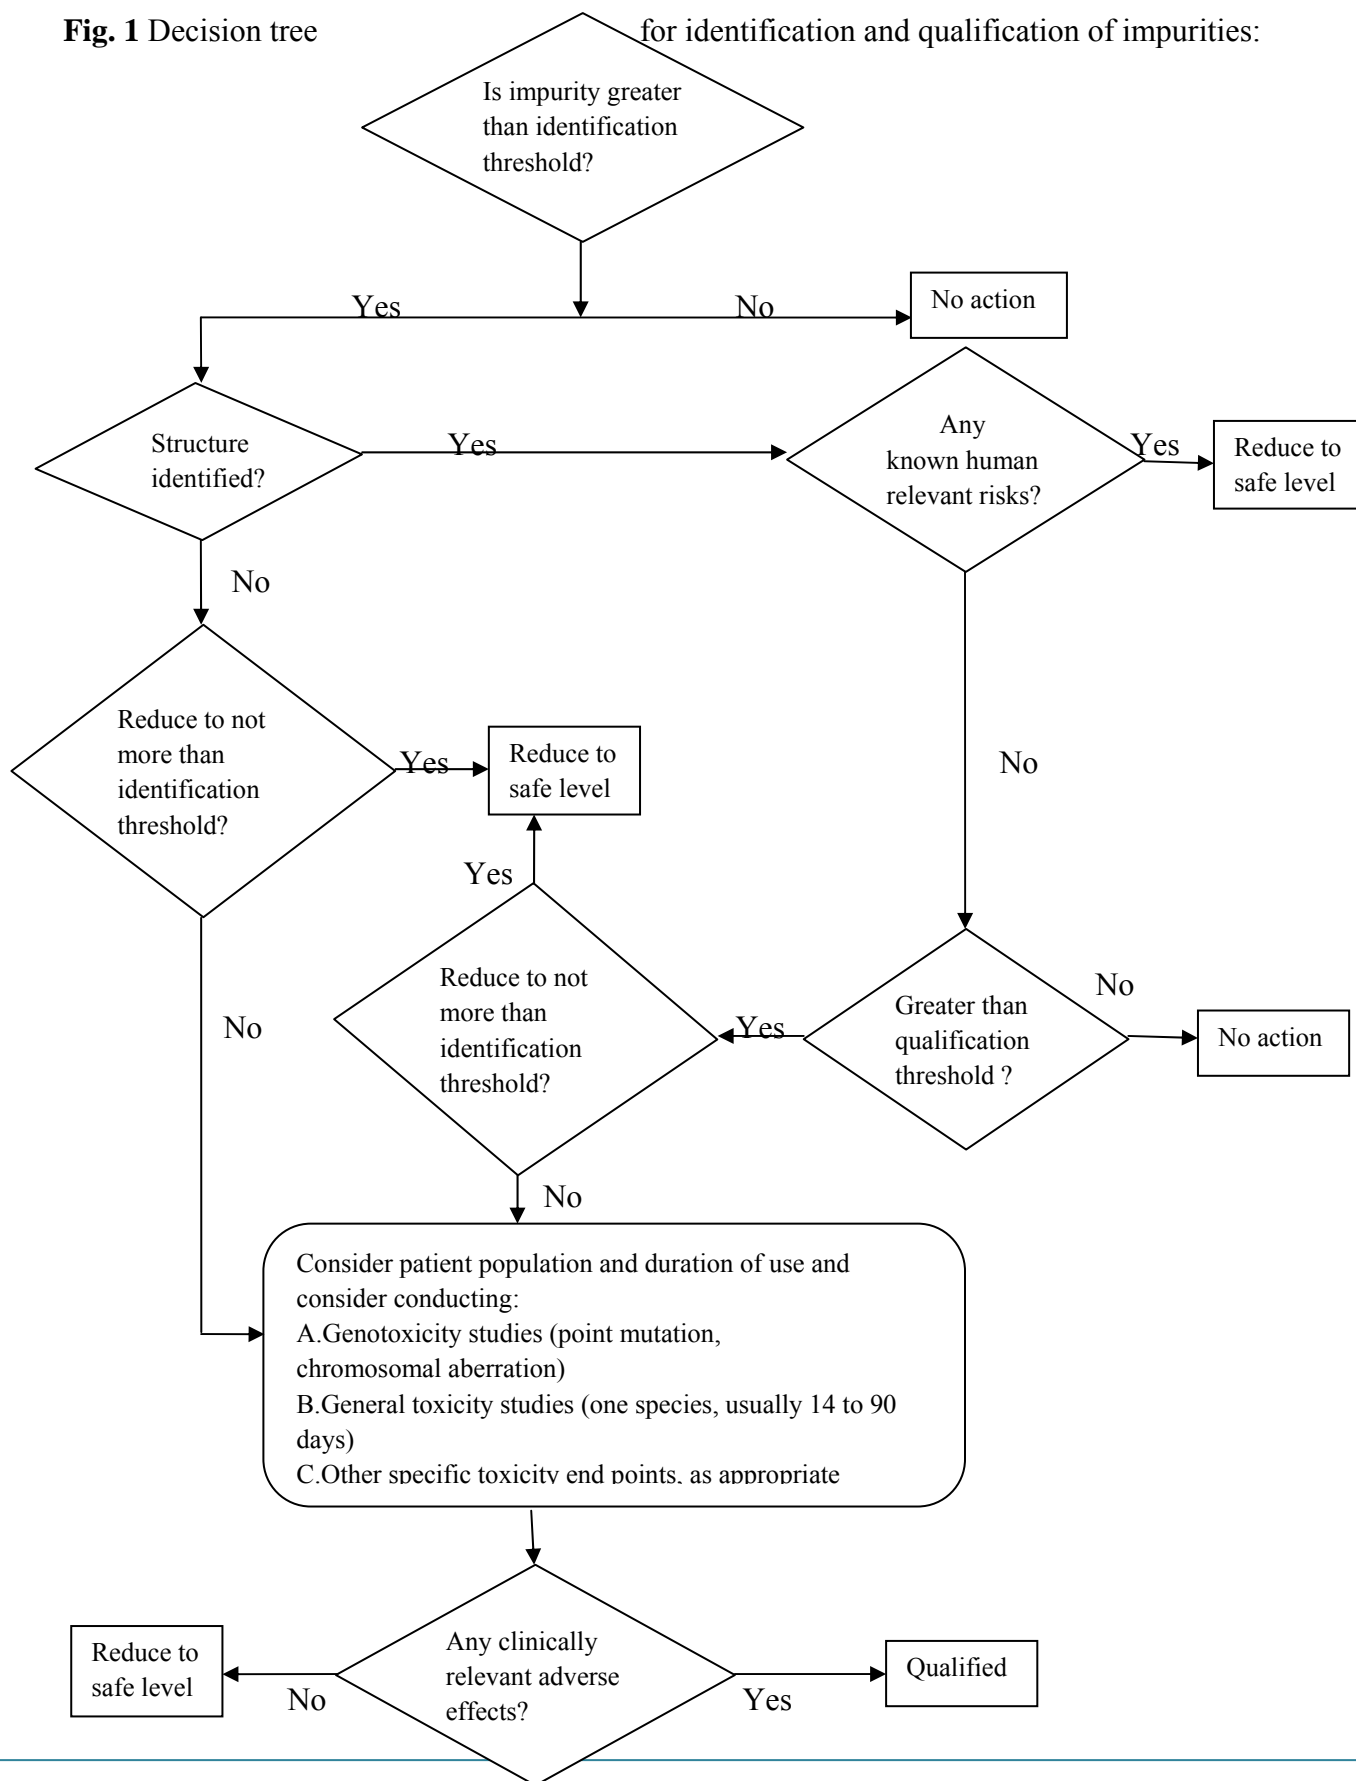 Fig. 1 Decision tree for identification and qualification of impurities:
Is impurity greater
than identification
threshold?
Yes
No
No action
Structure
identified?
Yes
Any
known human
relevant risks?
Yes
Reduce to
safe level
No
Reduce to not
more than
identification
threshold?
Yes
Reduce to
safe level
No
Yes
Reduce to not
more than
identification
threshold?
Yes
Greater than
qualification
threshold ?
No
No action
No
No
Consider patient population and duration of use and
consider conducting:
A.Genotoxicity studies (point mutation,
chromosomal aberration)
B.General toxicity studies (one species, usually 14 to 90
days)
C.Other specific toxicity end points, as appropriate
Reduce to
safe level
No
Any clinically
relevant adverse
effects?
Yes
Qualified